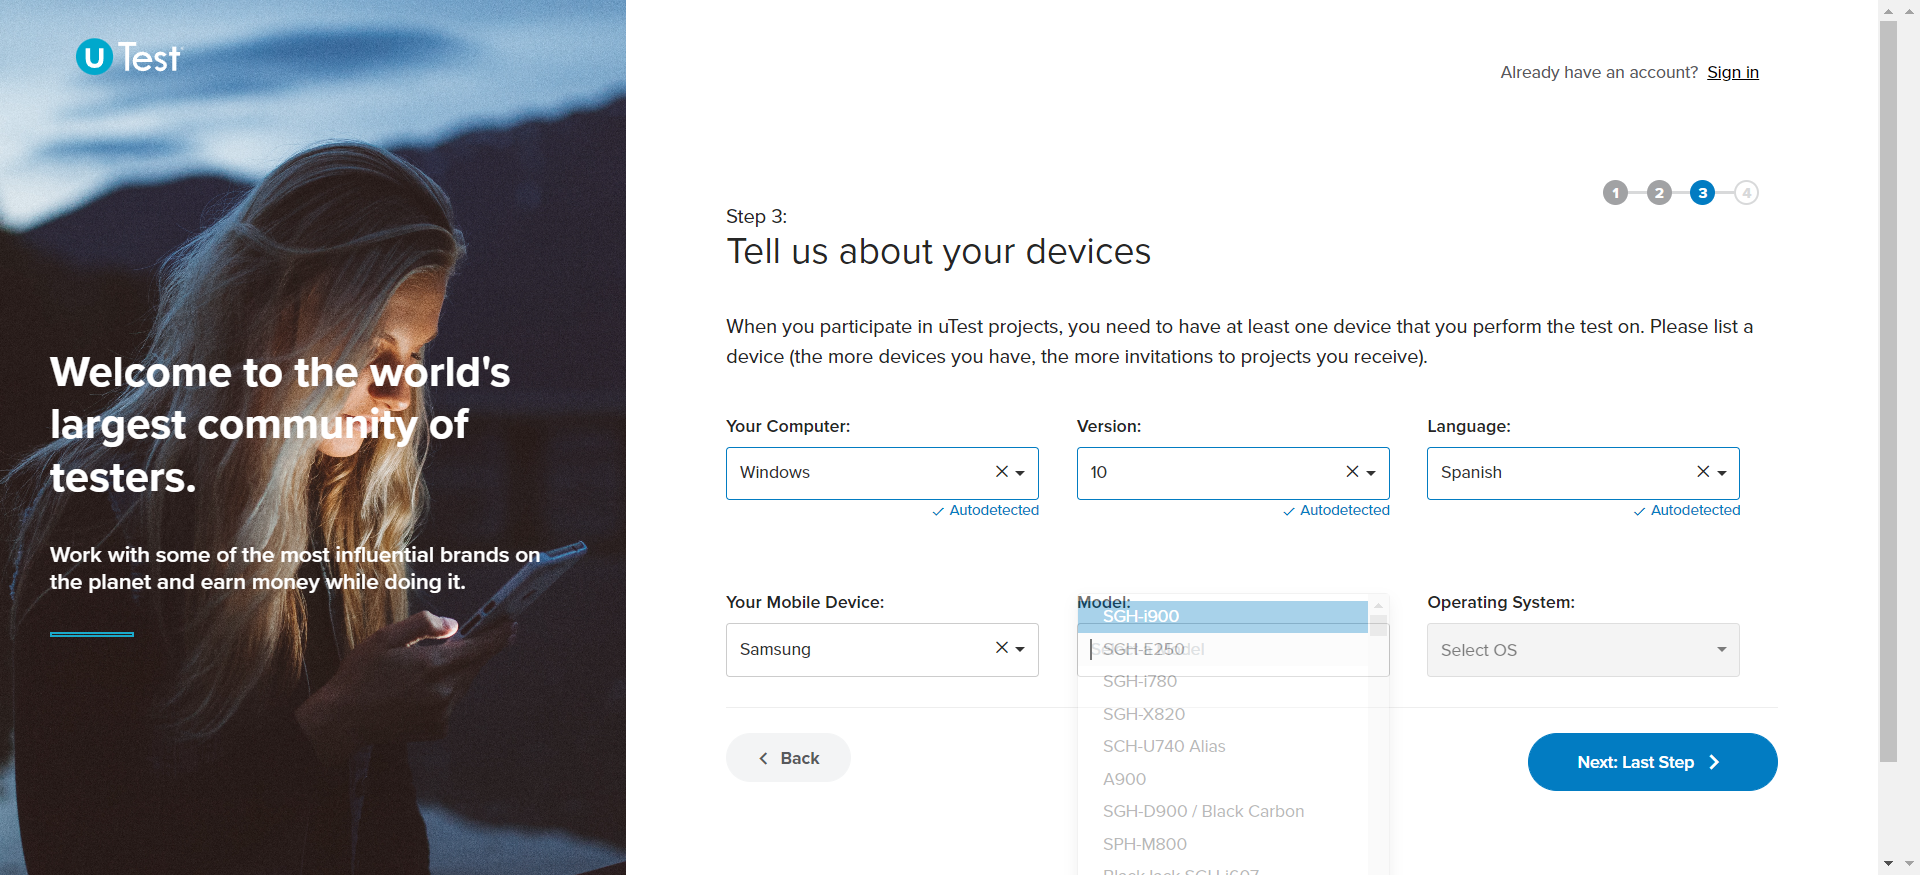 U Test
Already have an account? Sign in
1 2 3 4
Step 3:
Tell us about your devices
When you participate in uTest projects, you need to have at least one device that you perform the test on. Please list a
device (the more devices you have, the more invitations to projects you receive).
Welcome to the world's
largest community of
testers.
Work with some of the most influential brands on
the planet and earn money while doing it.
Your Computer: Version: Language:
Windows 10 Spanish
Autodetected Autodetected Autodetected
Your Mobile Device: Model: Operating System:
SGH-i900
Samsung SGH-E250 Select OS
SGH-i780
SGH-X820
SCH-U740 Alias
A900
SGH-D900 / Black Carbon
SPH-M800
BlackJack SGH-i607
Back
Next: Last Step